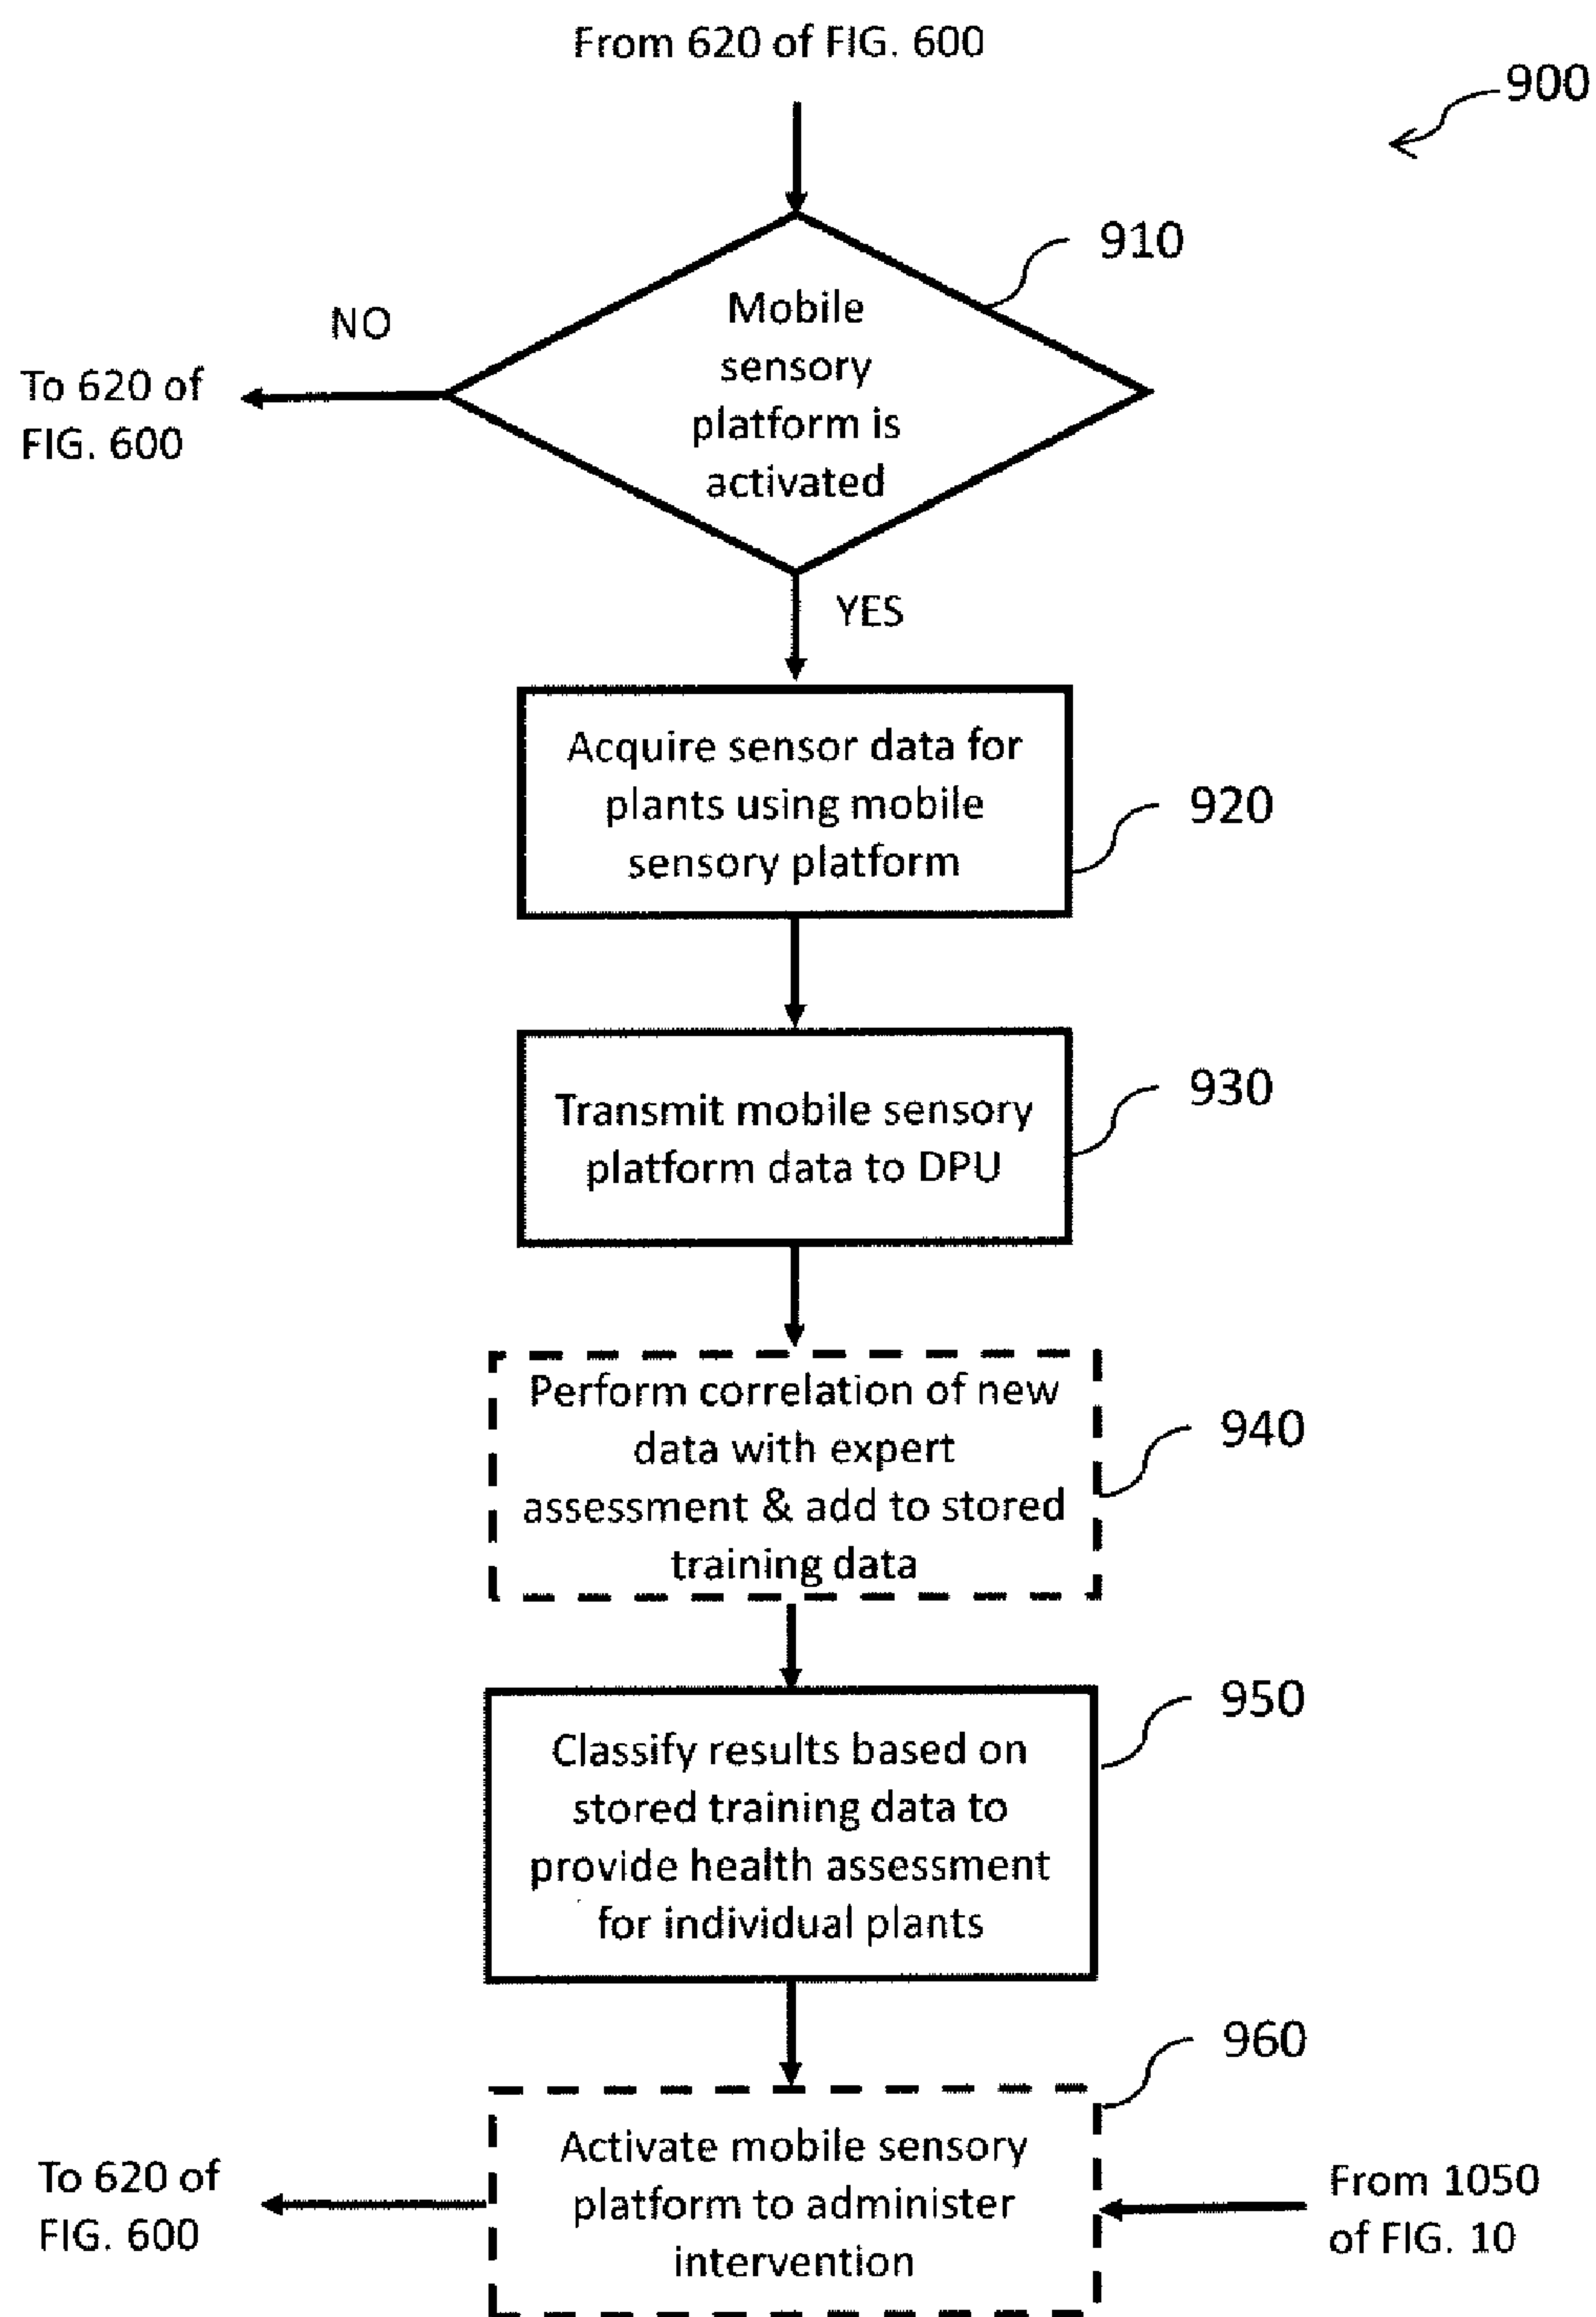 From 620 of FIG. 600
900
910
Mobile
sensory
platform is
activated
NO
To 620 of
FIG. 600
YES
Acquire sensor data for
plants using mobile
sensory platform
920
Transmit mobile sensory
platform data to DPU
930
Perform correlation of new
data with expert
assessment & add to stored
training data
940
Classify results based on
stored training data to
provide health assessment
for individual plants
950
960
Activate mobile sensory
platform to administer
intervention
To 620 of
FIG. 600
From 1050
of FIG. 10